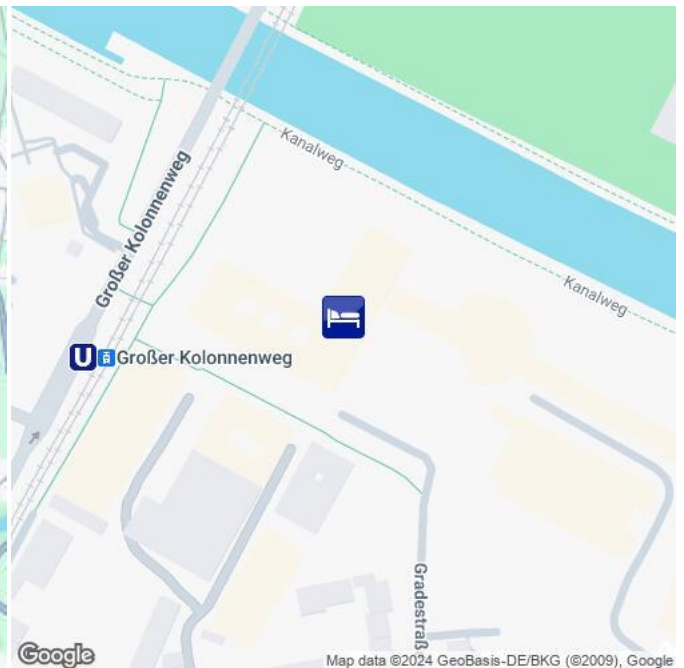 Kanalweg
Großer Kolonnenweg
Kanalweg
U Großer Kolonnenweg
Gradestraß
Google
Map data ©2024 GeoBasis-DE/BKG (©2009), Google